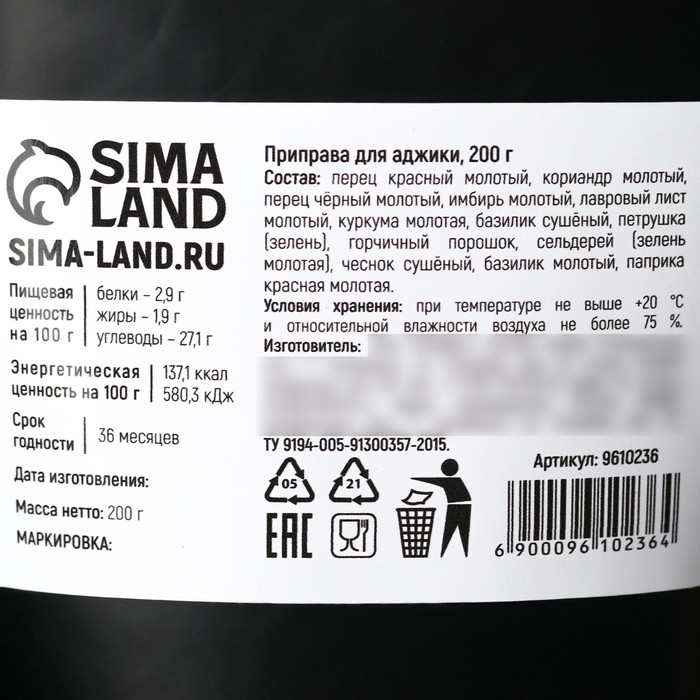 SIMA
LAND
SIMA-LAND.RU
Пищевая
ценность
на 100 г
белки – 2,9 г
жиры – 1,9 г
углеводы – 27,1 г
Энергетическая
ценность на 100 г
137,1 ккал
580,3 кДж
Срок
годности
36 месяцев
Дата изготовления:
Масса нетто: 200 г
МАРКИРОВКА:
Приправа для аджики, 200 г
Состав: перец красный молотый, кориандр молотый,
перец чёрный молотый, имбирь молотый, лавровый лист
молотый, куркума молотая, базилик сушёный, петрушка
(зелень), горчичный порошок, сельдерей (зелень
молотая), чеснок сушёный, базилик молотый, паприка
красная молотая.
Условия хранения: при температуре не выше +20 °С
и относительной влажности воздуха не более 75 %.
Изготовитель:
ТУ 9194-005-91300357-2015.
05
21
EAC
Артикул: 9610236
6 900096 102364